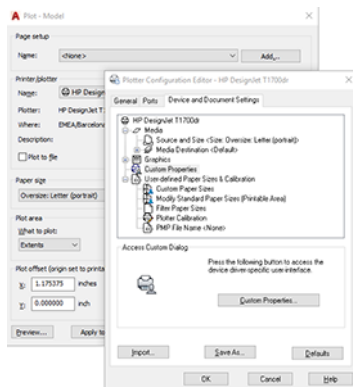 Plot - Model
Page setup
Name:
<None>
Add,...
Printer/plotter
Name:
HP Design
Plotter:
HP DesignJet T1
Where:
EMEA/Barcelon
Description:
Plot to file
Paper size
Oversize: Letter (portrait)
Plot area
What to plot:
Extents
Plot offset (origin set to printa
X:
1.175375
inches
Y:
0.000000
inch
Preview...
Apply to
Plotter Configuration Editor - HP DesignJet T1700dr
General
Ports
Device and Document Settings
HP DesignJet T1700dr
Media
Source and Size <Size: Oversize: Letter (portrait)>
Media Destination <Default>
Graphics
Custom Properties
User-defined Paper Sizes & Calibration
Custom Paper Sizes
Modify Standard Paper Sizes (Printable Area)
Filter Paper Sizes
Plotter Calibration
PMP File Name <None>
Access Custom Dialog
Press the following button to access the
device driver-specific user-interface.
Custom Properties...
Import...
Save As...
Defaults
OK
Cancel
Help